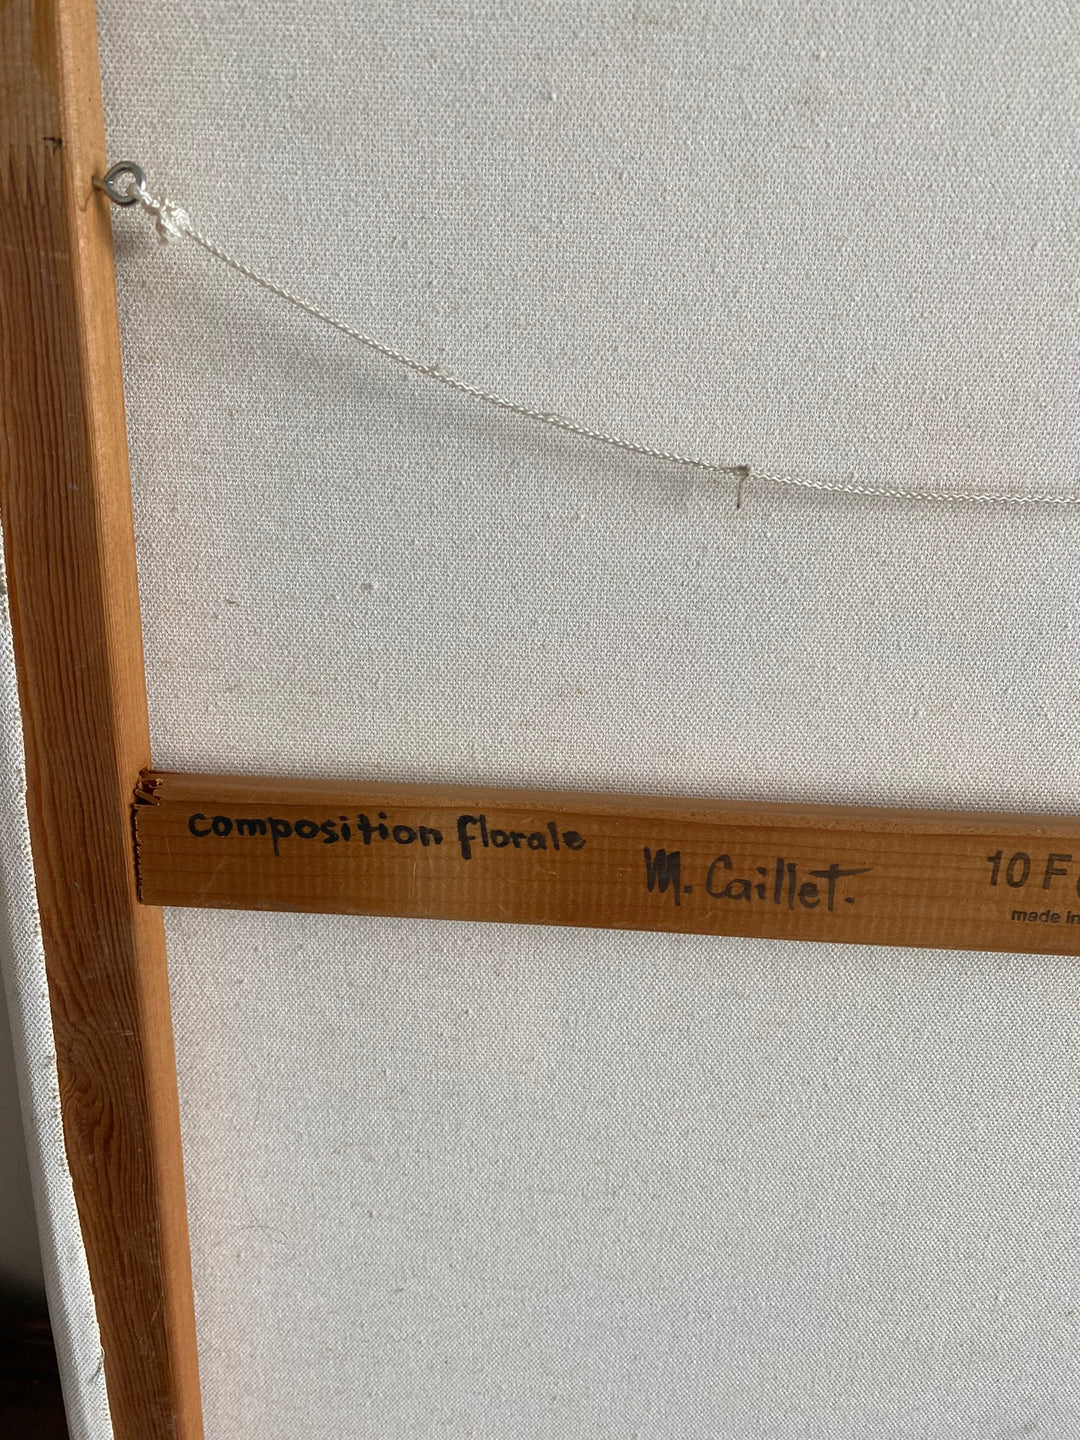 composition florale
M. Caillet.
10 F
made in